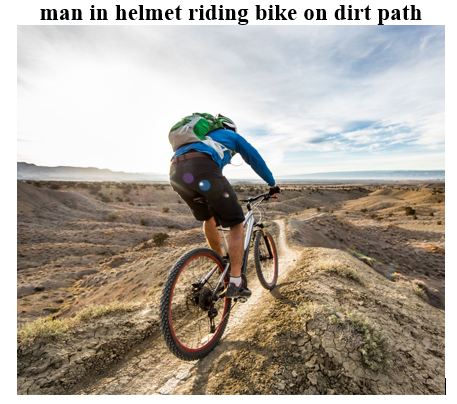 man in helmet riding bike on dirt path